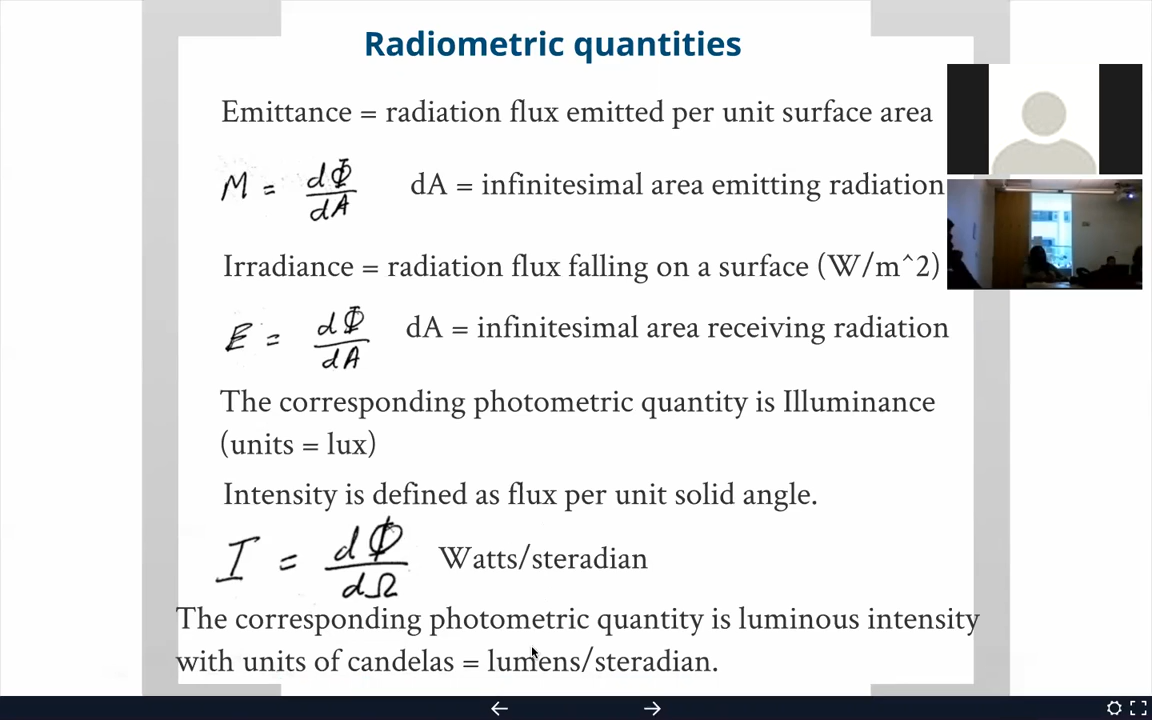 Radiometric quantities
Emittance = radiation flux emitted per unit surface area
M = dΦ/dA dA = infinitesimal area emitting radiation
Irradiance = radiation flux falling on a surface (W/m^2)
E = dΦ/dA dA = infinitesimal area receiving radiation
The corresponding photometric quantity is Illuminance
(units = lux)
Intensity is defined as flux per unit solid angle.
I = dΦ/dΩ Watts/steradian
The corresponding photometric quantity is luminous intensity
with units of candelas = lumens/steradian.